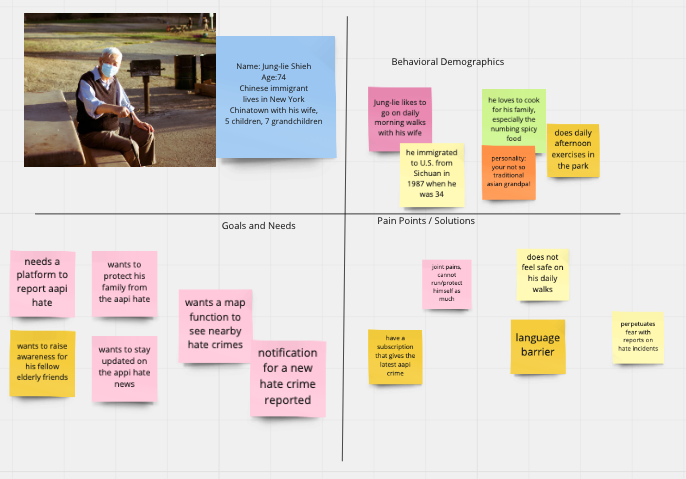 Name: Jung-lie Shieh
Age:74
Chinese immigrant
lives in New York
Chinatown with his wife,
5 children, 7 grandchildren
Behavioral Demographics
Jung-lie likes to
go on daily
morning walks
with his wife
he loves to cook
for his family,
especially the
numbing spicy
food
does daily
afternoon
exercises in
the park
he immigrated
to U.S. from
Sichuan in
1987 when he
was 34
personality:
your not so
traditional
asian grandpa!
Goals and Needs
needs a
platform to
report aapi
hate
wants to
protect his
family from
the aapi hate
wants a map
function to
see nearby
hate crimes
wants to raise
awareness for
his fellow
elderly friends
wants to stay
updated on
the appi hate
news
notification
for a new
hate crime
reported
Pain Points / Solutions
joint pains,
cannot
run/protect
himself as
much
does not
feel safe on
his daily
walks
have a
subscription
that gives the
latest aapi
crime
language
barrier
perpetuates
fear with
reports on
hate incidents